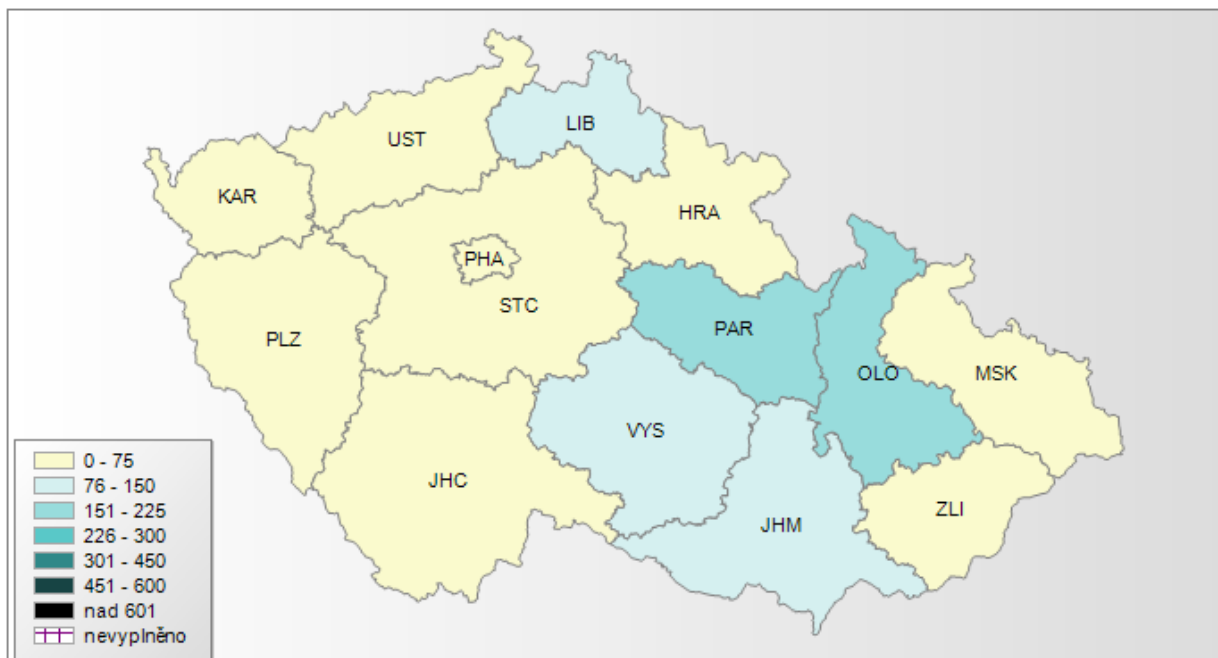 LIB
UST
KAR
HRA
PHA
STC
PAR
PLZ
OLO
MSK
VYS
JHC
ZLI
JHM
0 - 75
76 - 150
151 - 225
226 - 300
301 - 450
451 - 600
nad 601
nevyplněno